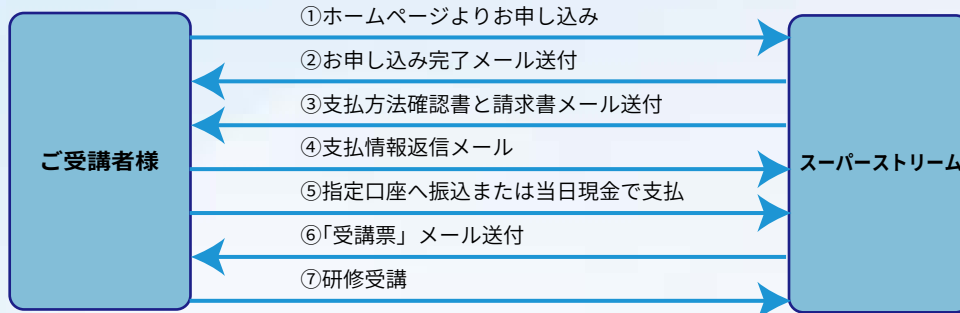 ①ホームページよりお申し込み
②お申し込み完了メール送付
③支払方法確認書と請求書メール送付
④支払情報返信メール
ご受講者様
スーパーストリーム
⑤指定口座へ振込または当日現金で支払
⑥「受講票」メール送付
⑦研修受講